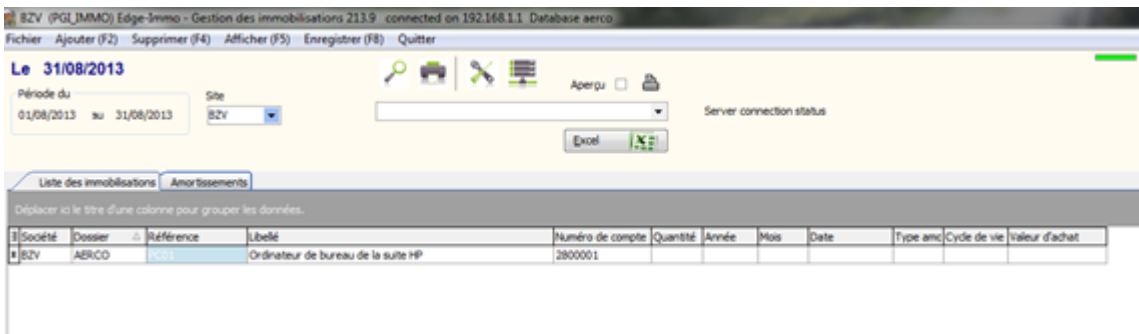 BZV (PGI_IMMO) Edge-Immo - Gestion des immobilisations 213.9 connected on 192.168.1.1 Database aerco
Fichier Ajouter (F2) Supprimer (F4) Afficher (F5) Enregistrer (F8) Quitter
Le 31/08/2013
Aperçu
Période du
Site
01/08/2013 au 31/08/2013
BZV
Server connection status
Excel
Liste des immobilisations Amortissements
Déplacer ici le titre d'une colonne pour grouper les données.
Société Dossier Référence Libellé Numéro de compte Quantité Année Mois Date Type amo Cycle de vie Valeur d'achat
BZV AERCO PC01 Ordinateur de bureau de la suite HP 2800001